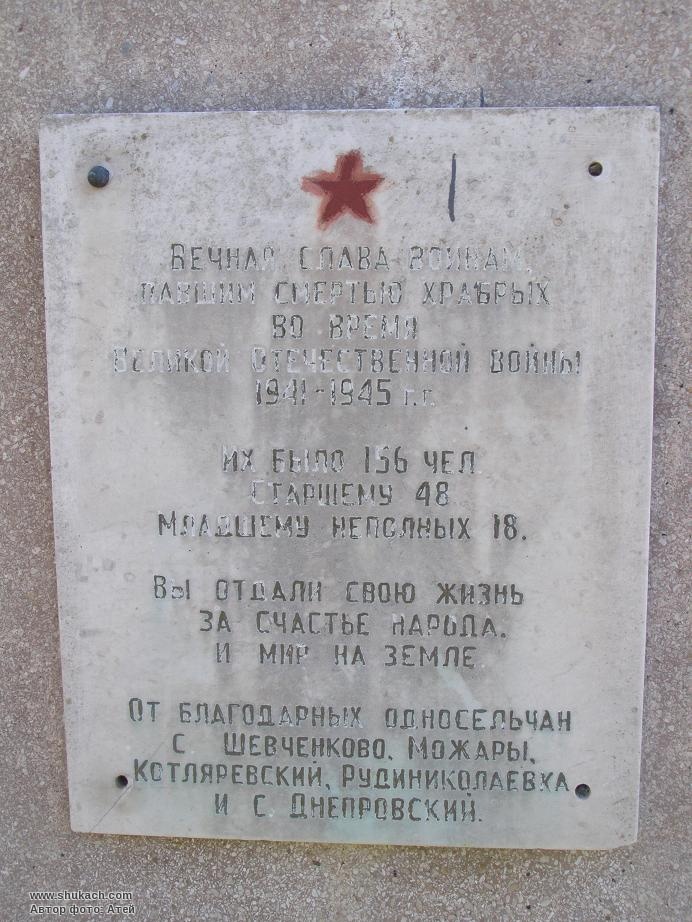 Вечная слава воинам,
павшим смертью храбрых
во время
Великой Отечественной войны
1941-1945 г.г.
Их было 156 чел.
Старшему 48
Младшему неполных 18.
Вы отдали свою жизнь
за счастье народа.
и мир на земле
От благодарных односельчан
с. Шевченково. Можары,
Котляревский, Рудиниколаевка
и с. Днепровский.
www.shukach.com
Автор фото: Атей